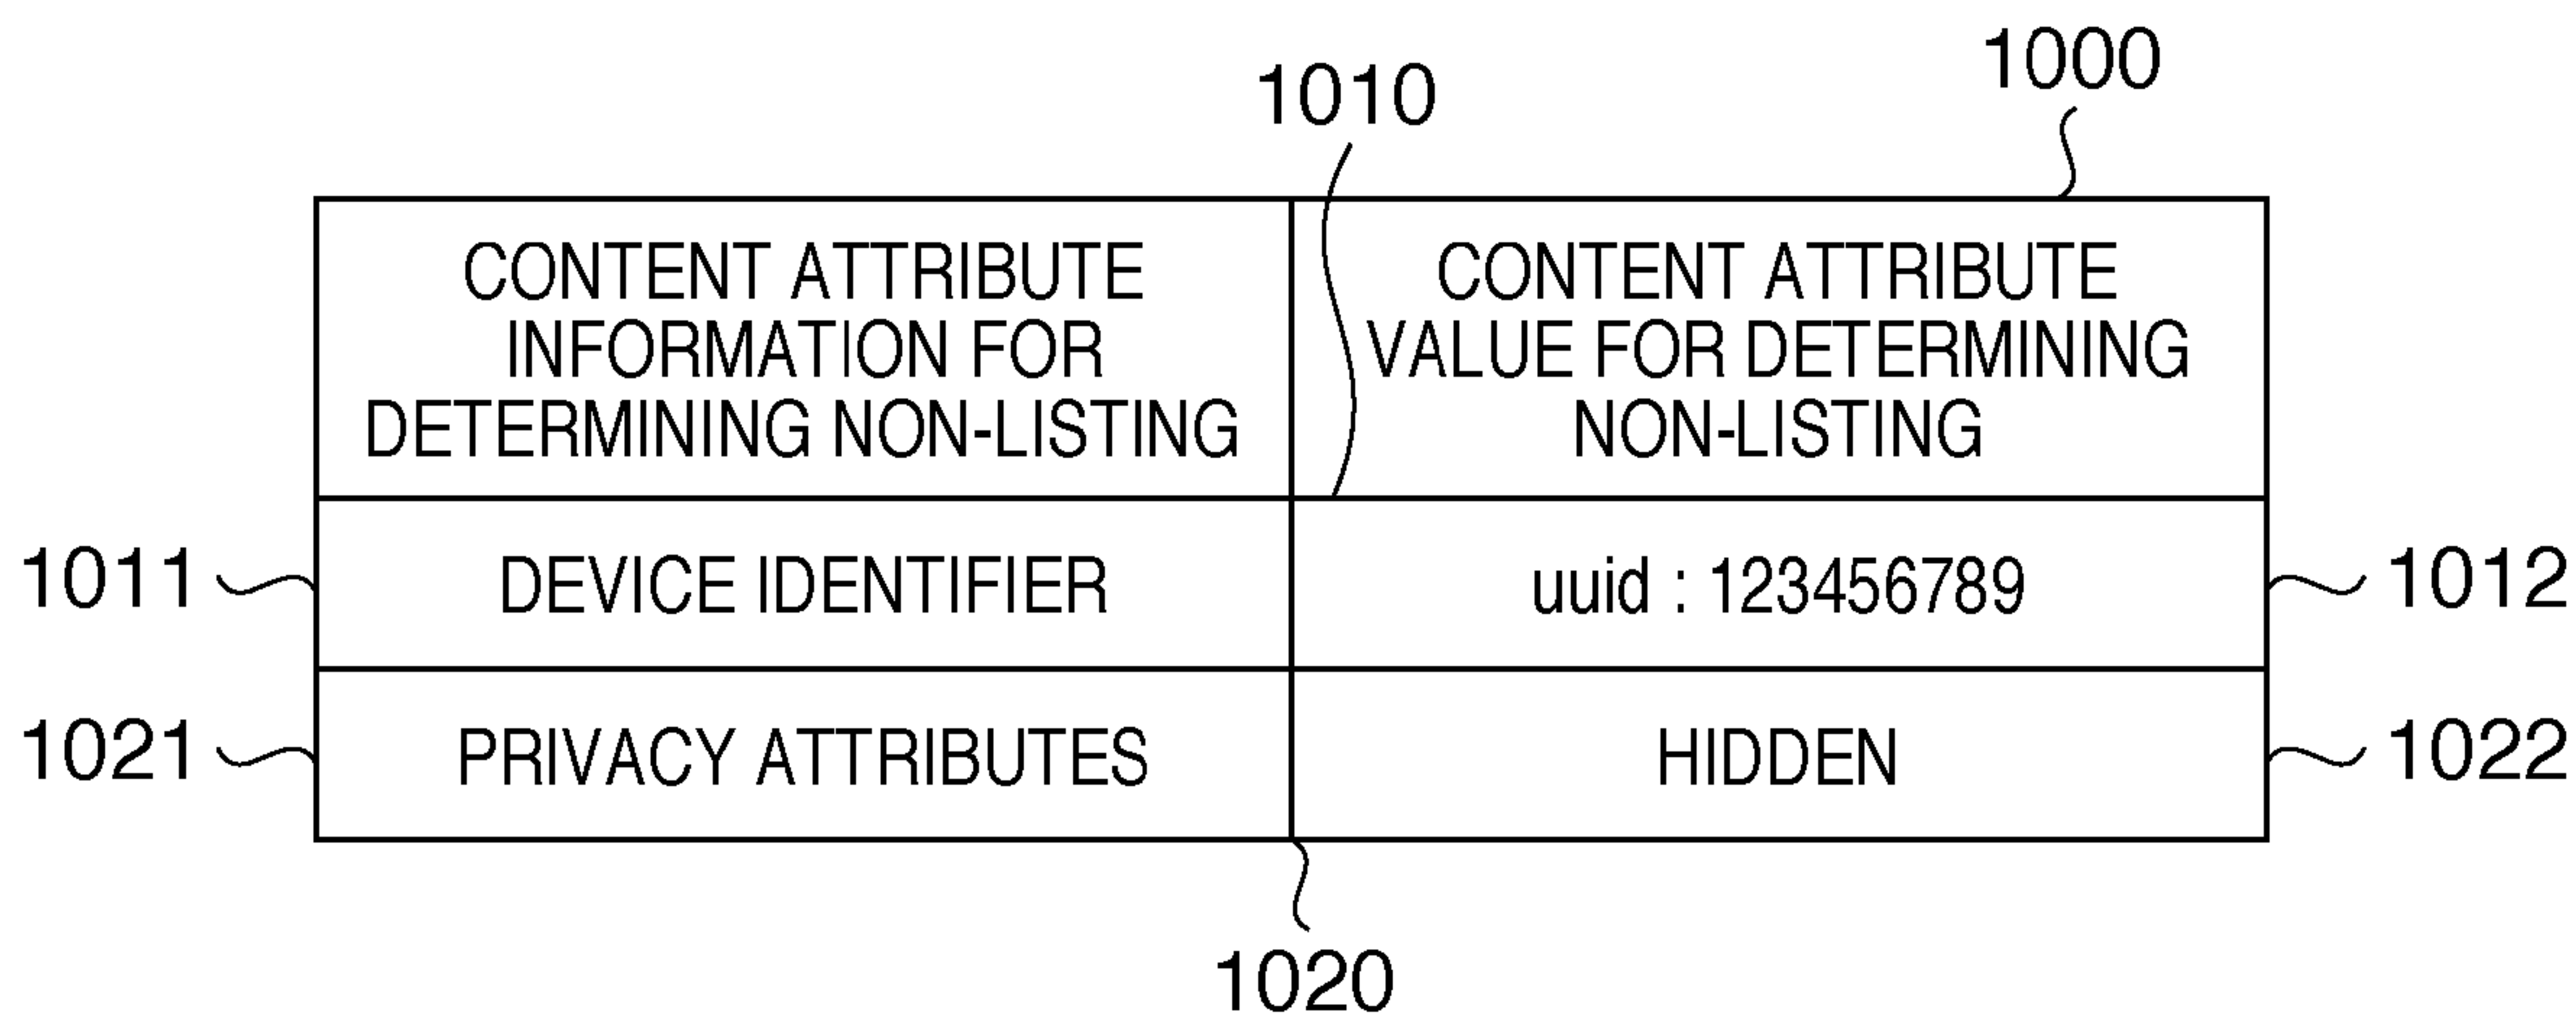 1000
1010
CONTENT ATTRIBUTE
INFORMATION FOR
DETERMINING NON-LISTING
CONTENT ATTRIBUTE
VALUE FOR DETERMINING
NON-LISTING
1011
DEVICE IDENTIFIER
uuid : 123456789
1012
1021
PRIVACY ATTRIBUTES
HIDDEN
1022
1020